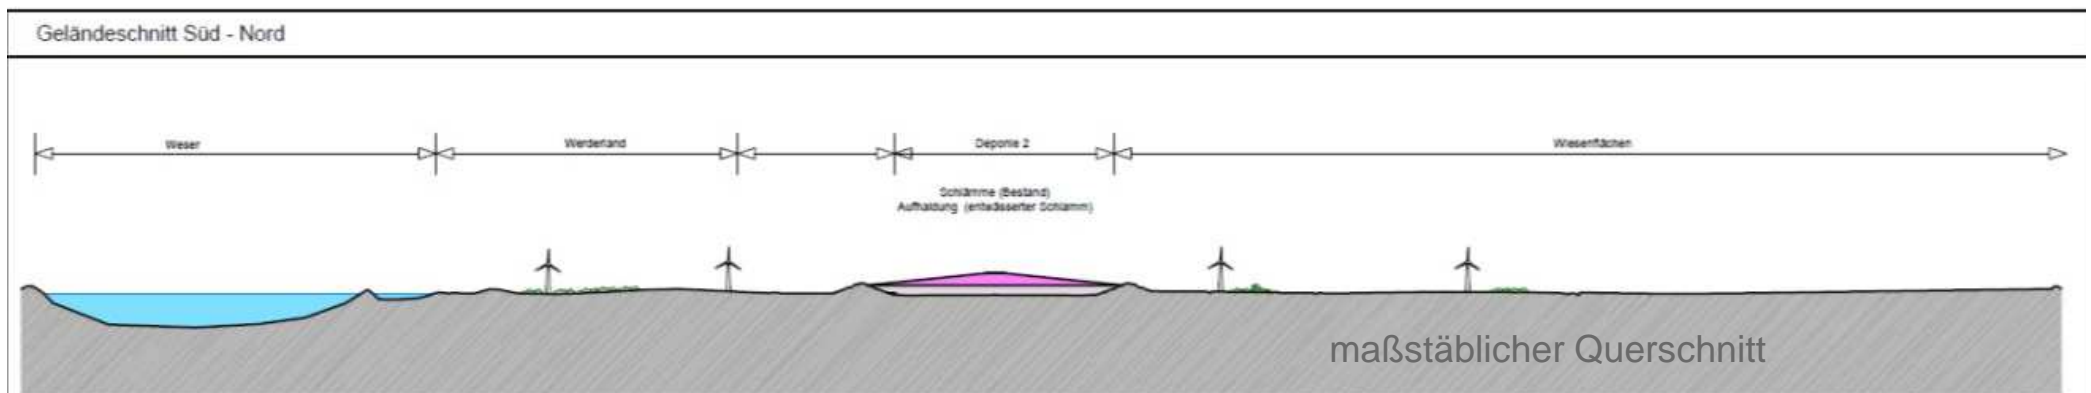 Geländeschnitt Süd - Nord
Weser
Werderland
Deponie 2
Wiesenflächen
Schlämme (Bestand)
Aufhaldung (entwässerter Schlamm)
maßstäblicher Querschnitt